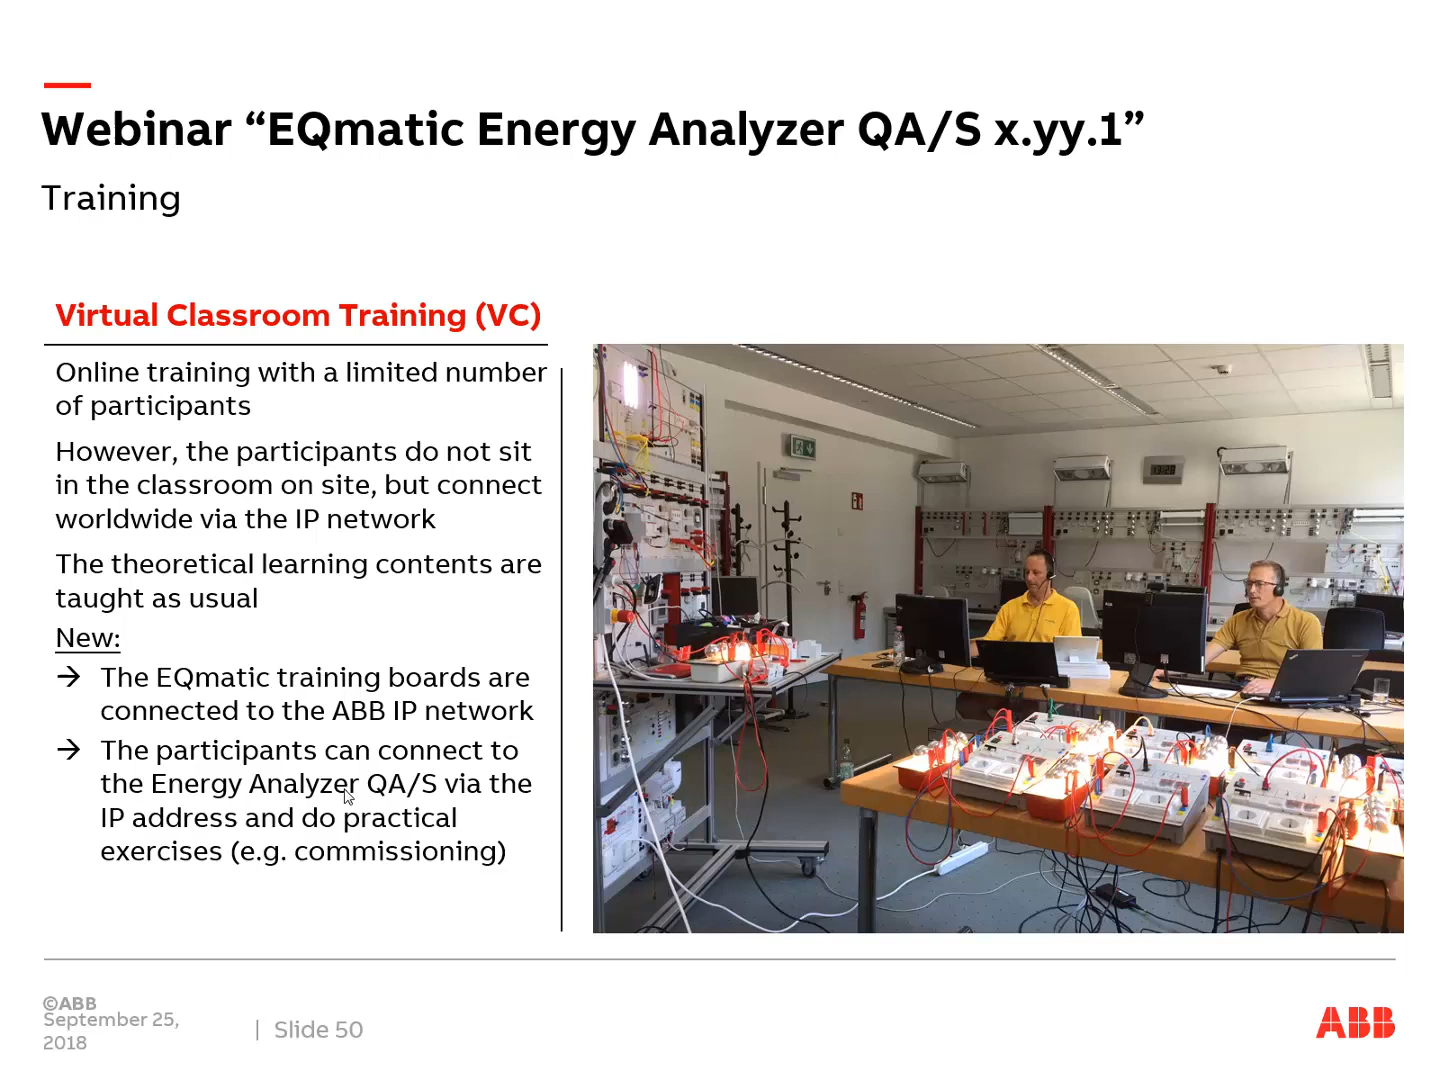 Webinar “EQmatic Energy Analyzer QA/S x.yy.1”
Training
Virtual Classroom Training (VC)
Online training with a limited number
of participants
However, the participants do not sit
in the classroom on site, but connect
worldwide via the IP network
The theoretical learning contents are
taught as usual
New:
→ The EQmatic training boards are
connected to the ABB IP network
→ The participants can connect to
the Energy Analyzer QA/S via the
IP address and do practical
exercises (e.g. commissioning)
©ABB
September 25,
2018
| Slide 50
ABB